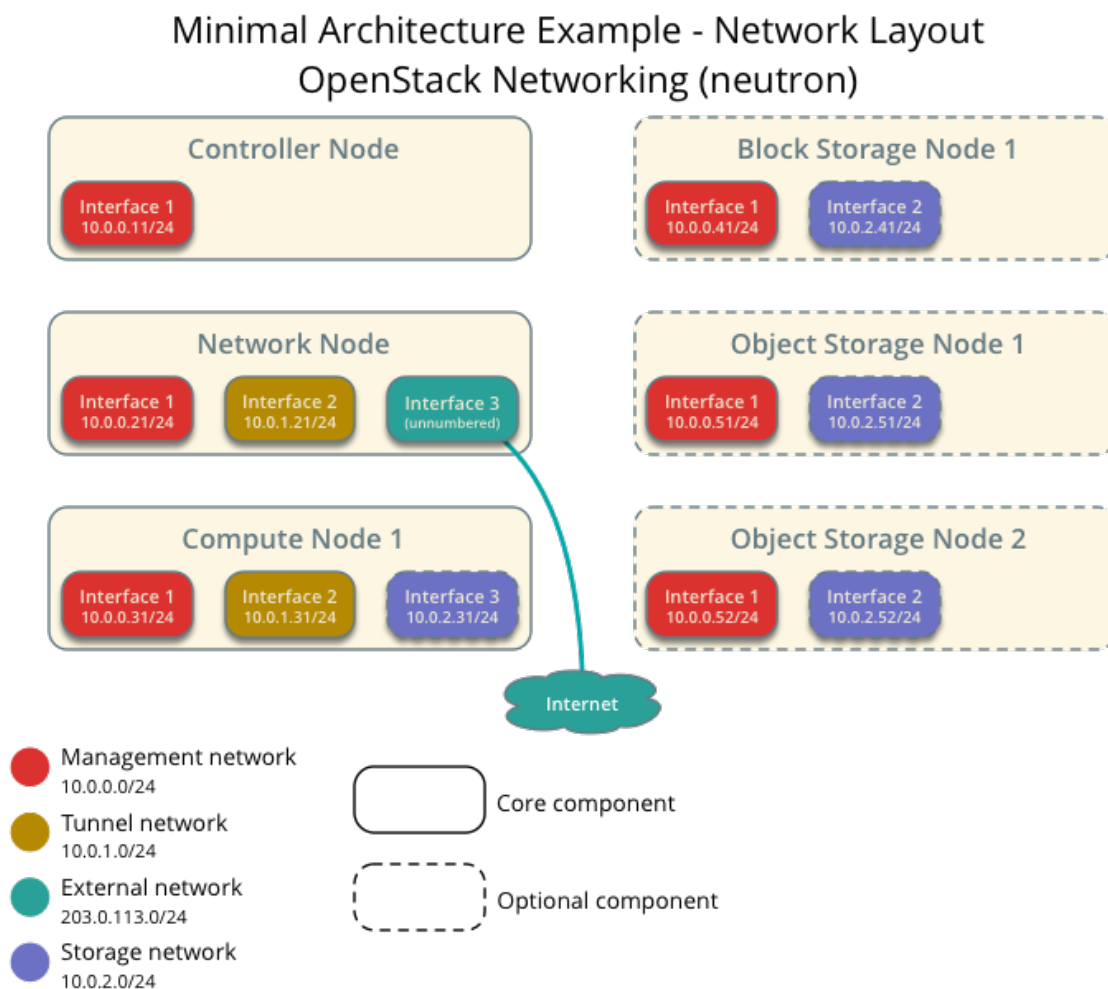 Minimal Architecture Example - Network Layout
OpenStack Networking (neutron)
Controller Node
Interface 1
10.0.0.11/24
Block Storage Node 1
Interface 1
10.0.0.41/24
Interface 2
10.0.2.41/24
Network Node
Interface 1
10.0.0.21/24
Interface 2
10.0.1.21/24
Interface 3
(unnumbered)
Object Storage Node 1
Interface 1
10.0.0.51/24
Interface 2
10.0.2.51/24
Compute Node 1
Interface 1
10.0.0.31/24
Interface 2
10.0.1.31/24
Interface 3
10.0.2.31/24
Object Storage Node 2
Interface 1
10.0.0.52/24
Interface 2
10.0.2.52/24
Internet
Management network
10.0.0.0/24
Tunnel network
10.0.1.0/24
External network
203.0.113.0/24
Storage network
10.0.2.0/24
Core component
Optional component